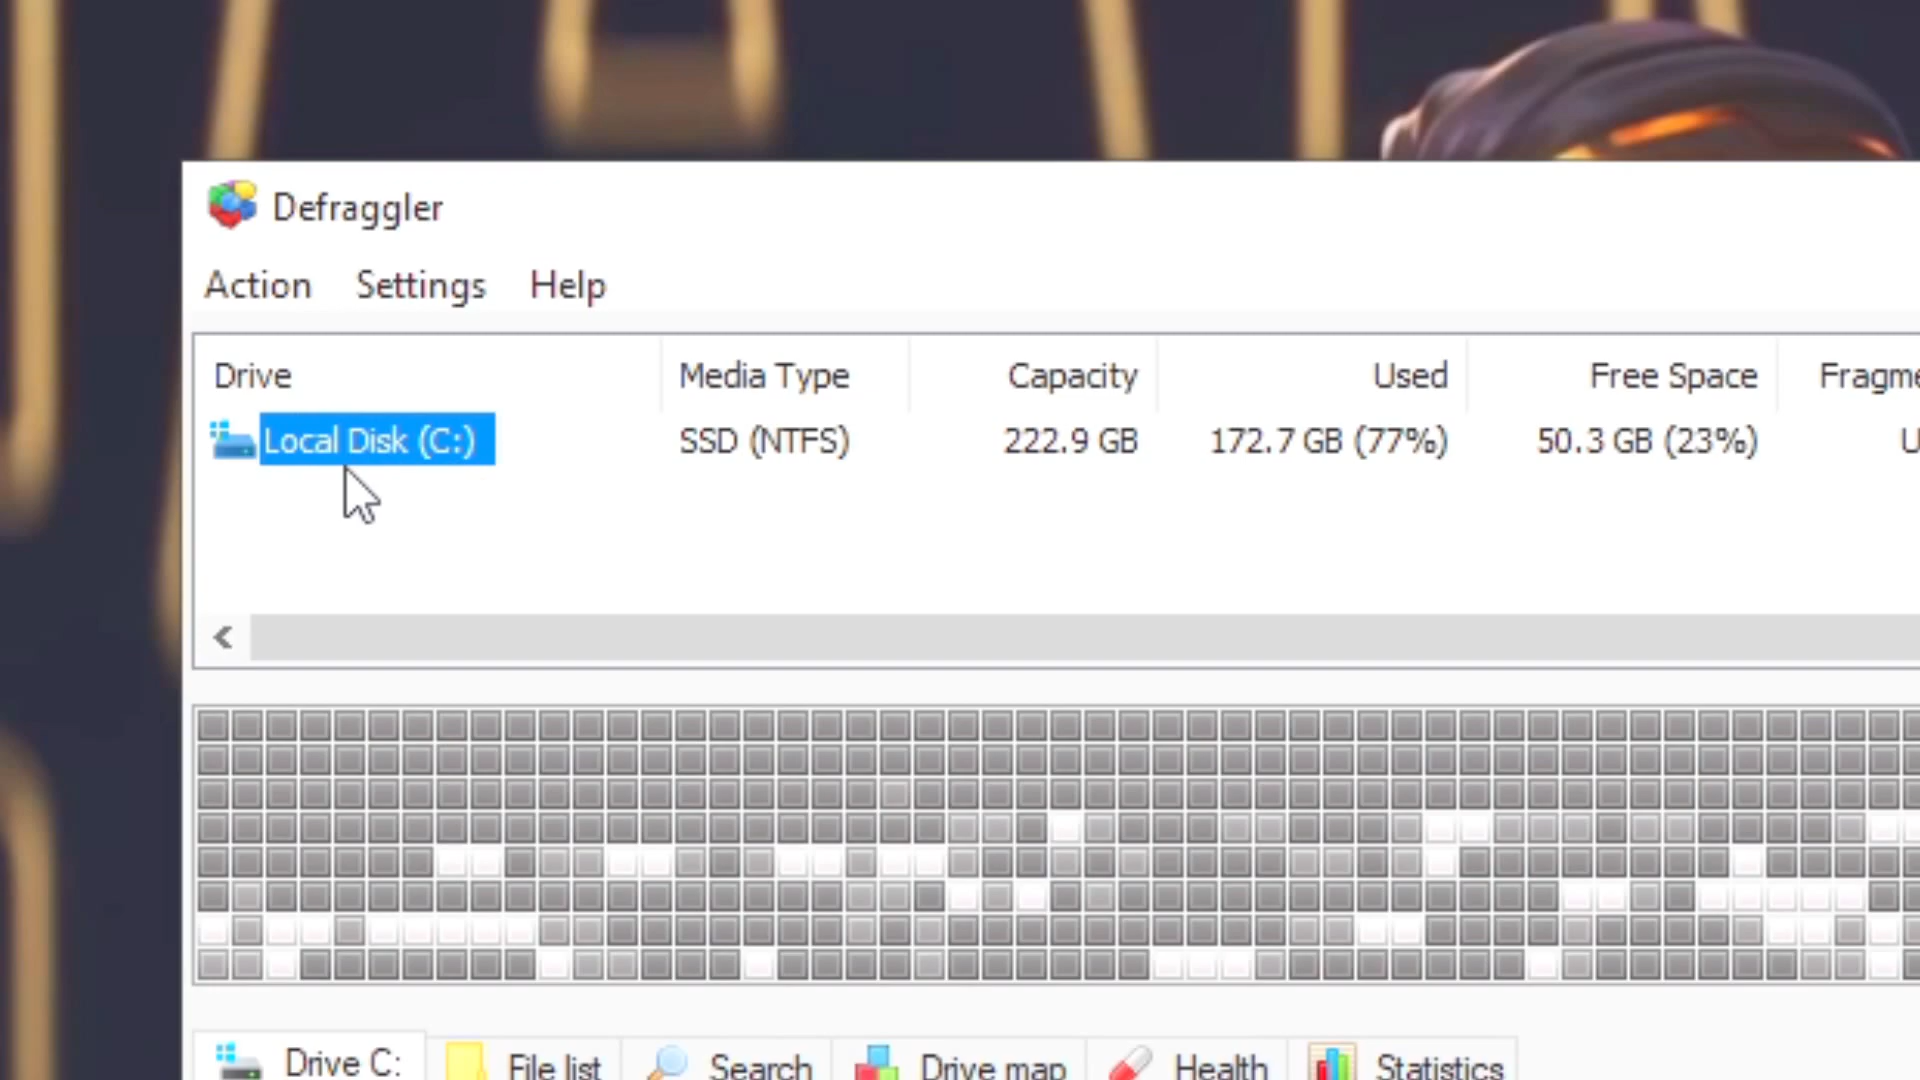 Defraggler
Action Settings Help
Drive Media Type Capacity Used Free Space Fragme
Local Disk (C:) SSD (NTFS) 222.9 GB 172.7 GB (77%) 50.3 GB (23%) U
Drive C: File list Search Drive map Health Statistics